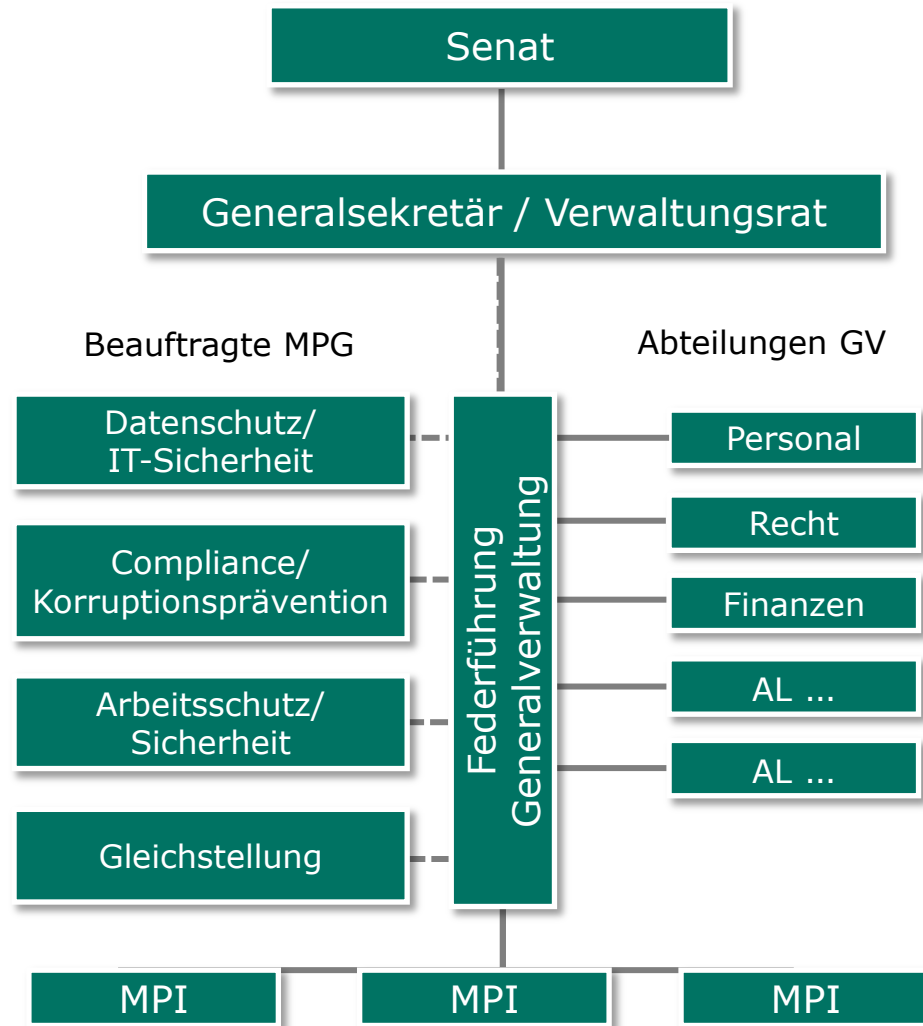 Senat
Generalsekretär / Verwaltungsrat
Beauftragte MPG
Abteilungen GV
Datenschutz/
IT-Sicherheit
Compliance/
Korruptionsprävention
Arbeitsschutz/
Sicherheit
Gleichstellung
Federführung
Generalverwaltung
Personal
Recht
Finanzen
AL ...
AL ...
MPI
MPI
MPI